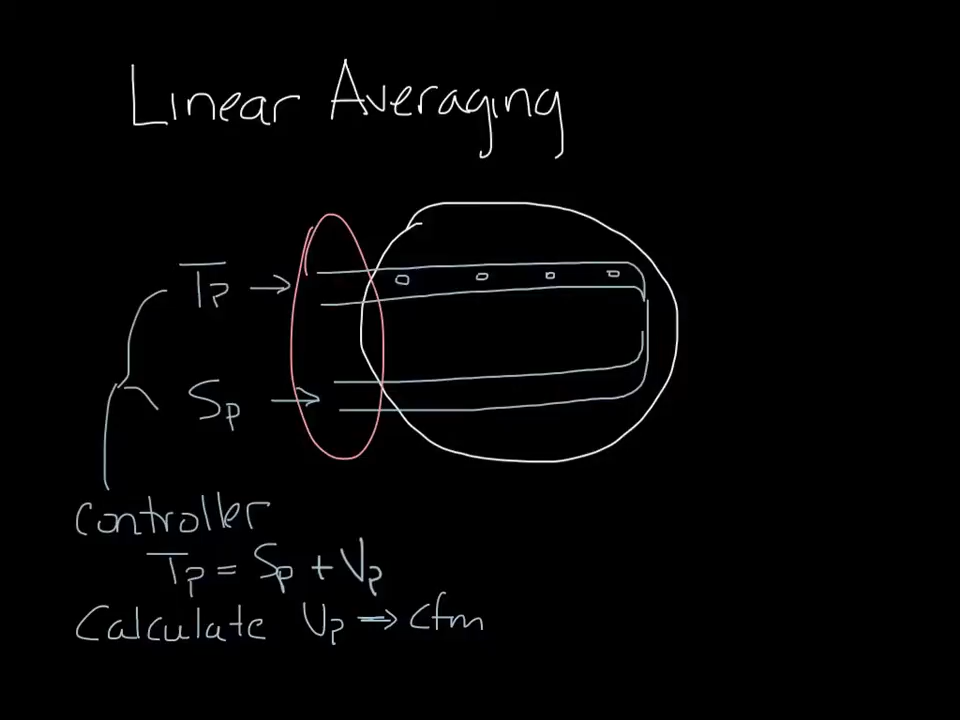 Linear Averaging
Tp →
Sp →
Controller
Tp = Sp + Vp
Calculate Vp → cfm